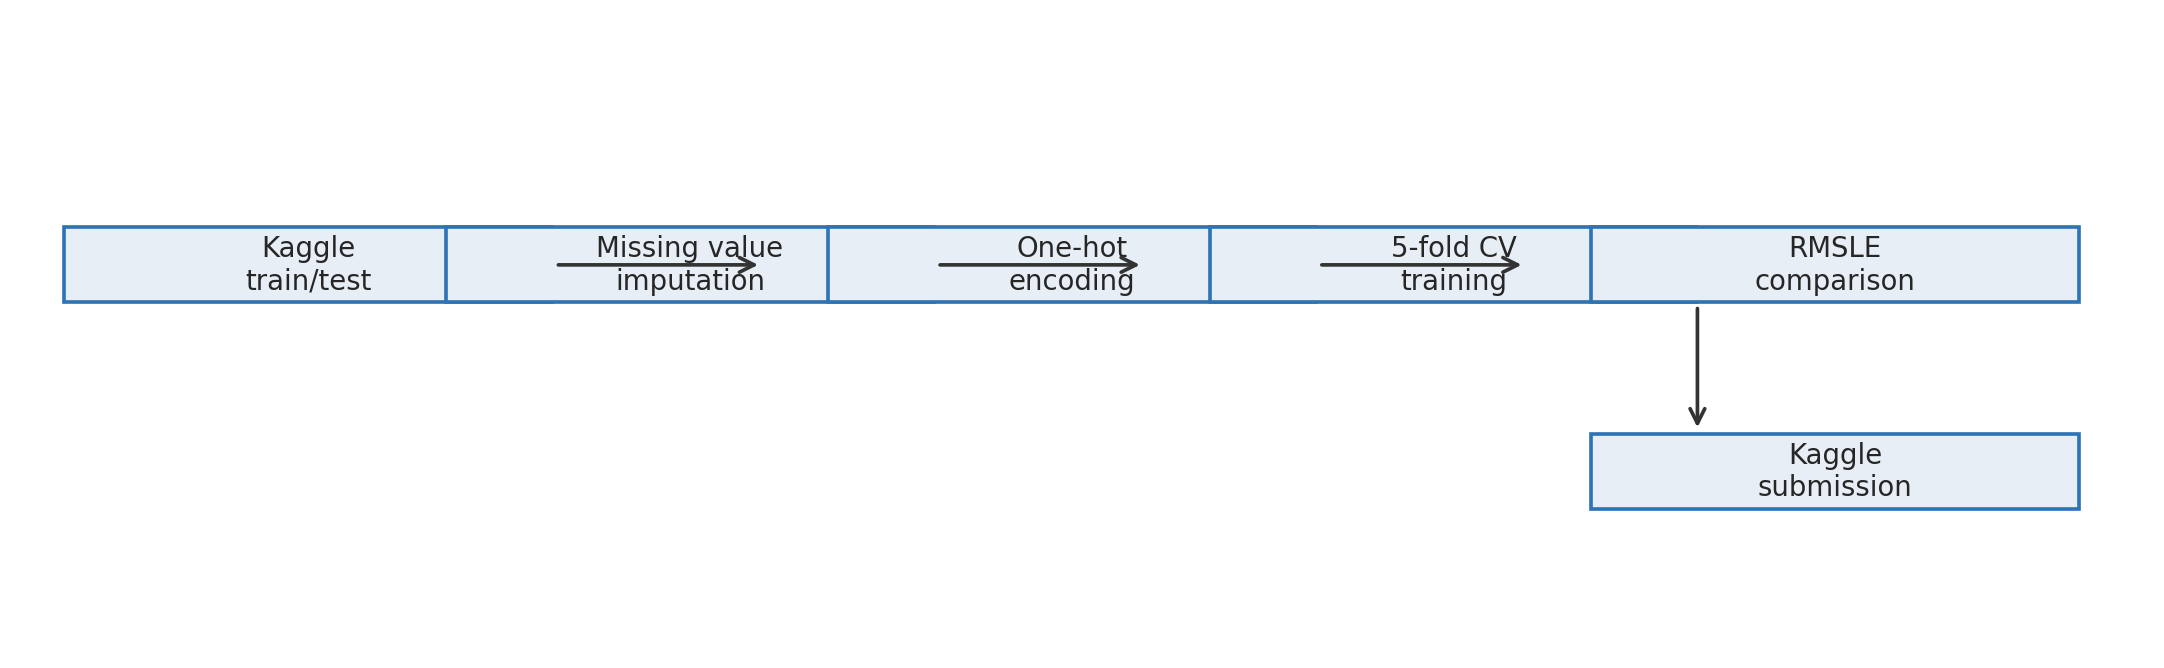 Kaggle
train/test
Missing value
imputation
One-hot
encoding
5-fold CV
training
RMSLE
comparison
Kaggle
submission